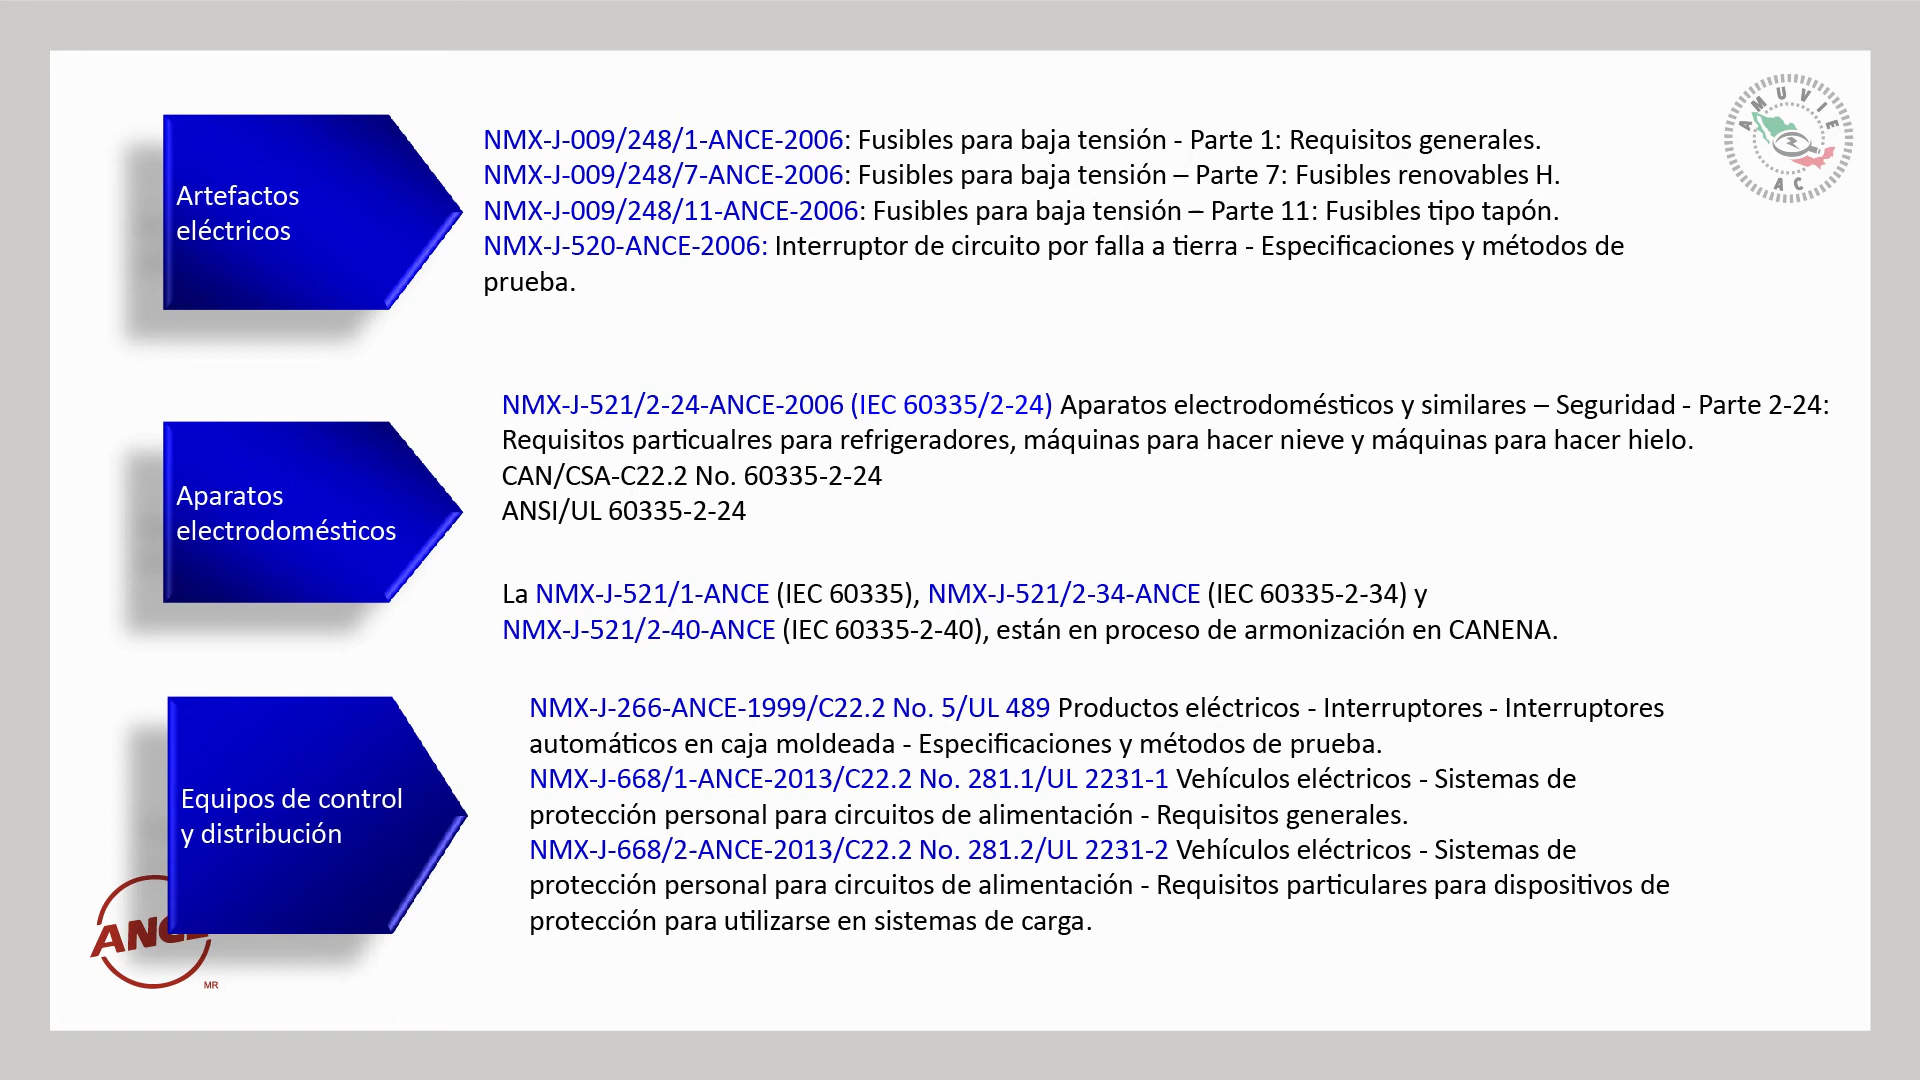 AMUVIE
AC
Artefactos
eléctricos
NMX-J-009/248/1-ANCE-2006: Fusibles para baja tensión - Parte 1: Requisitos generales.
NMX-J-009/248/7-ANCE-2006: Fusibles para baja tensión – Parte 7: Fusibles renovables H.
NMX-J-009/248/11-ANCE-2006: Fusibles para baja tensión – Parte 11: Fusibles tipo tapón.
NMX-J-520-ANCE-2006: Interruptor de circuito por falla a tierra - Especificaciones y métodos de
prueba.
Aparatos
electrodomésticos
NMX-J-521/2-24-ANCE-2006 (IEC 60335/2-24) Aparatos electrodomésticos y similares – Seguridad - Parte 2-24:
Requisitos particualres para refrigeradores, máquinas para hacer nieve y máquinas para hacer hielo.
CAN/CSA-C22.2 No. 60335-2-24
ANSI/UL 60335-2-24
La NMX-J-521/1-ANCE (IEC 60335), NMX-J-521/2-34-ANCE (IEC 60335-2-34) y
NMX-J-521/2-40-ANCE (IEC 60335-2-40), están en proceso de armonización en CANENA.
Equipos de control
y distribución
NMX-J-266-ANCE-1999/C22.2 No. 5/UL 489 Productos eléctricos - Interruptores - Interruptores
automáticos en caja moldeada - Especificaciones y métodos de prueba.
NMX-J-668/1-ANCE-2013/C22.2 No. 281.1/UL 2231-1 Vehículos eléctricos - Sistemas de
protección personal para circuitos de alimentación - Requisitos generales.
NMX-J-668/2-ANCE-2013/C22.2 No. 281.2/UL 2231-2 Vehículos eléctricos - Sistemas de
protección personal para circuitos de alimentación - Requisitos particulares para dispositivos de
protección para utilizarse en sistemas de carga.
ANCE
MR